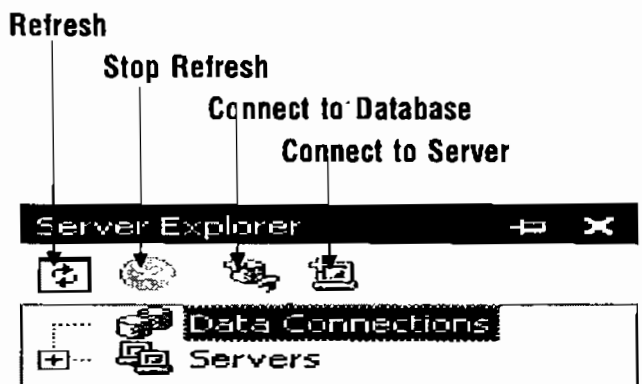 Refresh
Stop Refresh
Connect to Database
Connect to Server
Server Explorer
Data Connections
Servers